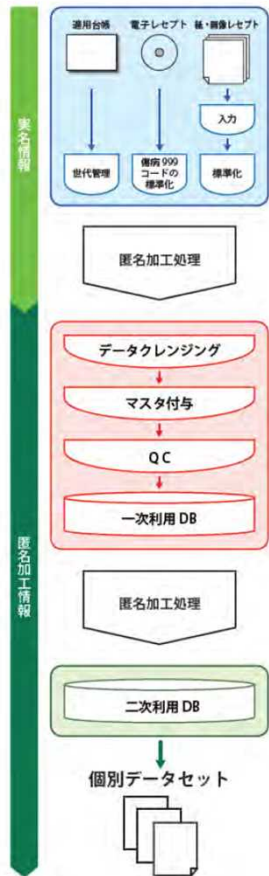 適用台帳
電子レセプト
紙・画像レセプト
入力
世代管理
傷病999
コードの
標準化
標準化
実名情報
匿名加工処理
データクレンジング
マスタ付与
QC
一次利用DB
匿名加工情報
匿名加工処理
二次利用DB
個別データセット